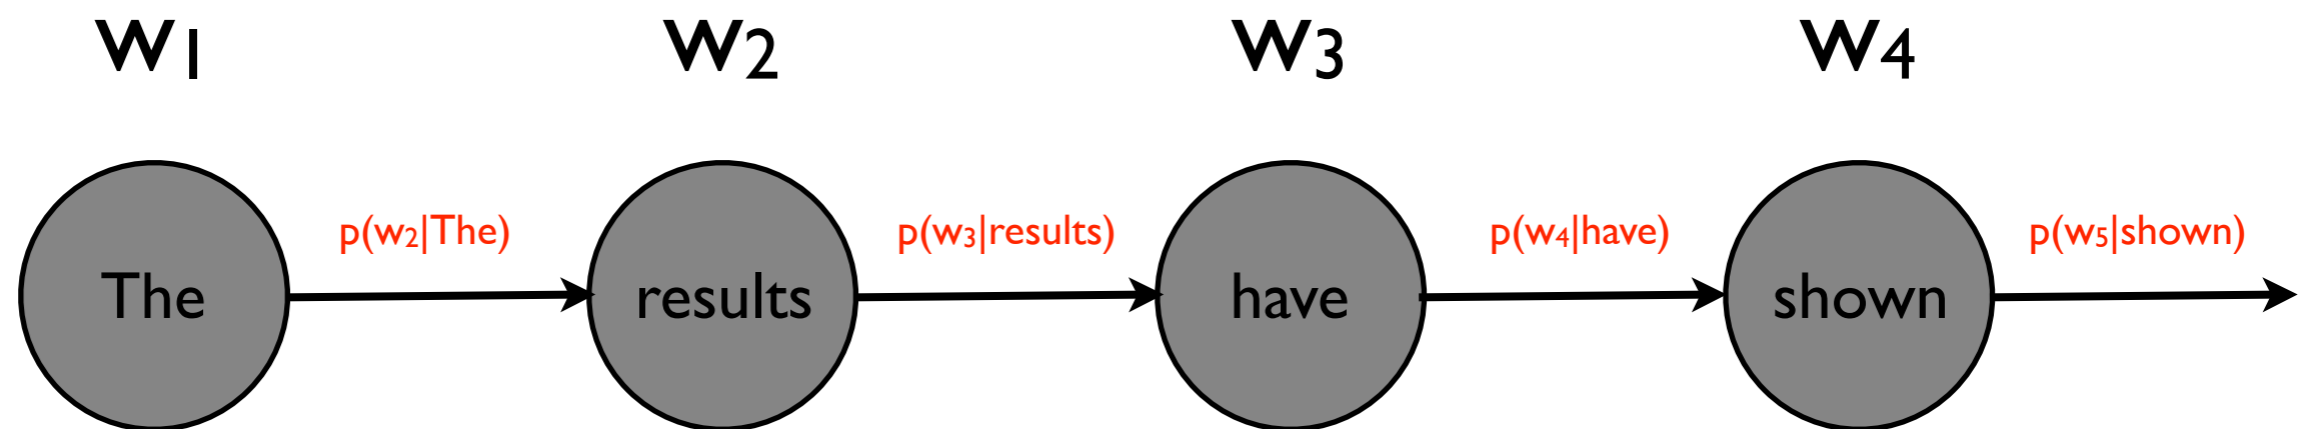 w₁ w₂ w₃ w₄
p(w₂|The) p(w₃|results) p(w₄|have) p(w₅|shown)
The results have shown